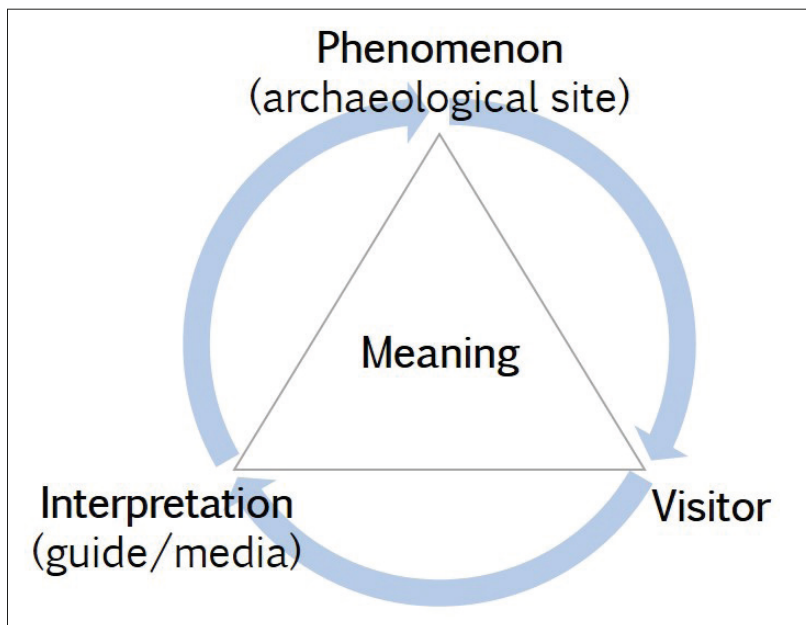 Phenomenon
(archaeological site)
Meaning
Interpretation
(guide/media)
Visitor